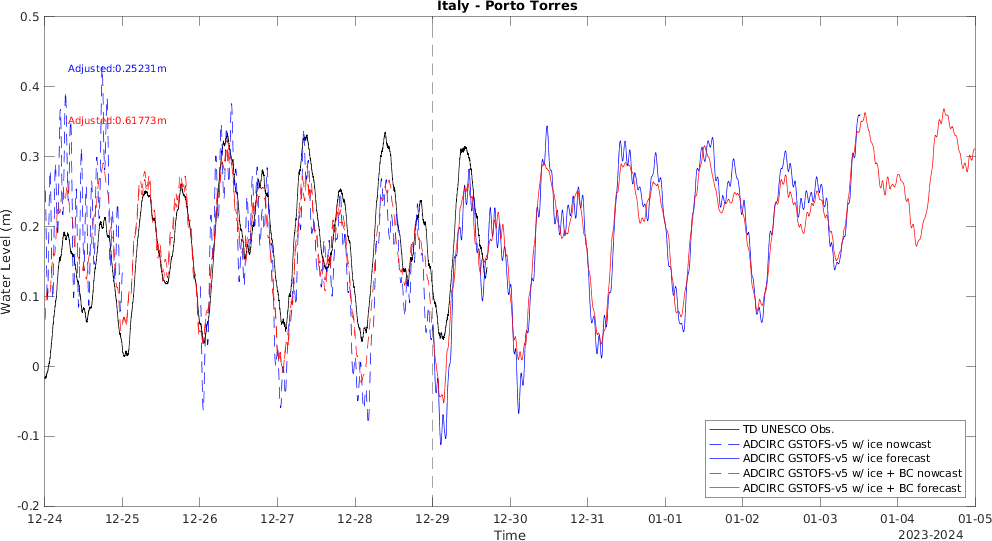 Italy - Porto Torres
0.5
0.4
0.3
0.2
0.1
0
-0.1
-0.2
Water Level (m)
Adjusted:0.25231m
Adjusted:0.61773m
TD UNESCO Obs.
ADCIRC GSTOFS-v5 w/ ice nowcast
ADCIRC GSTOFS-v5 w/ ice forecast
ADCIRC GSTOFS-v5 w/ ice + BC nowcast
ADCIRC GSTOFS-v5 w/ ice + BC forecast
12-24 12-25 12-26 12-27 12-28 12-29 12-30 12-31 01-01 01-02 01-03 01-04 01-05
Time
2023-2024